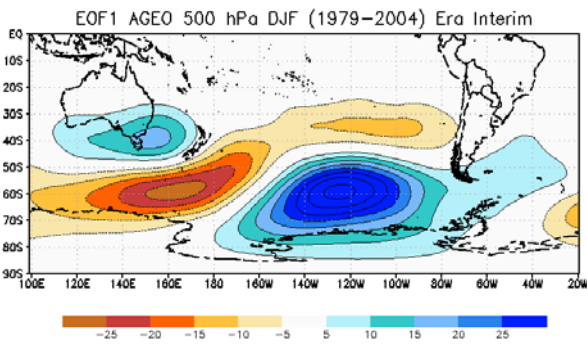 EOF1 AGEO 500 hPa DJF (1979-2004) Era Interim
EQ
10S
20S
30S
40S
50S
60S
70S
80S
90S
100E 120E 140E 160E 180 160W 140W 120W 100W 80W 60W 40W 20W
-25 -20 -15 -10 -5 5 10 15 20 25